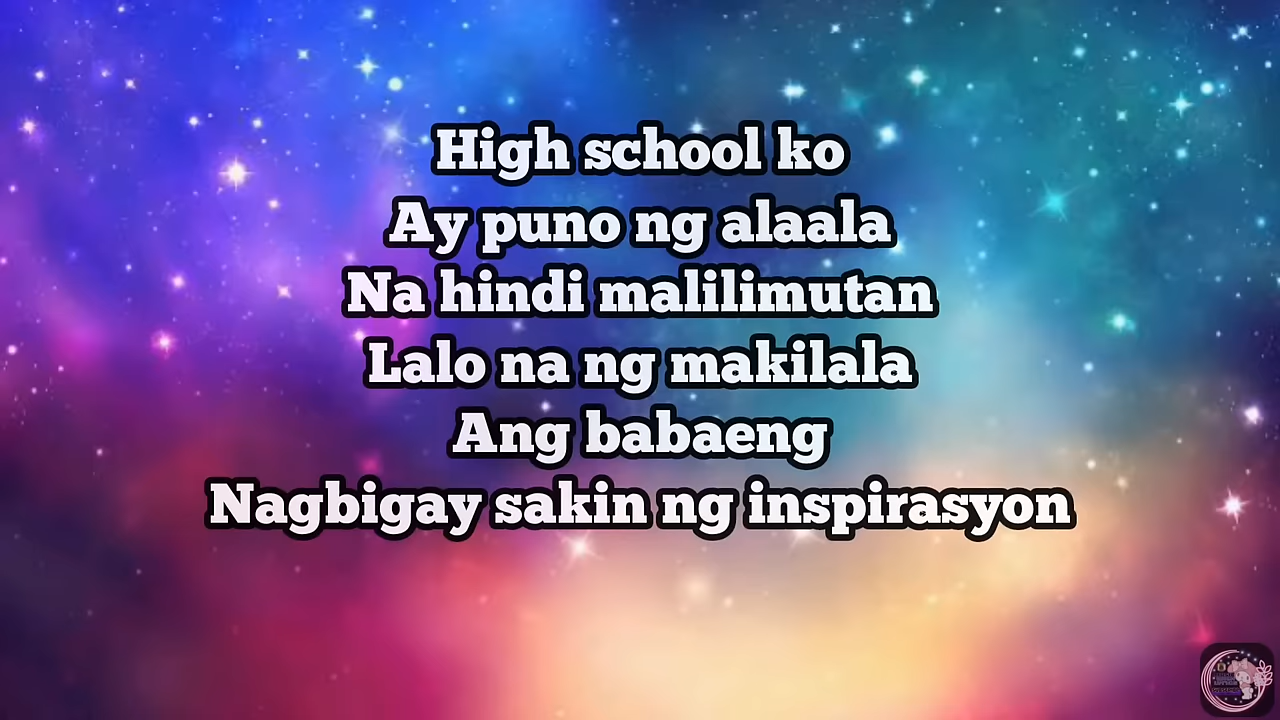 High school ko
Ay puno ng alaala
Na hindi malilimutan
Lalo na ng makilala
Ang babaeng
Nagbigay sakin ng inspirasyon